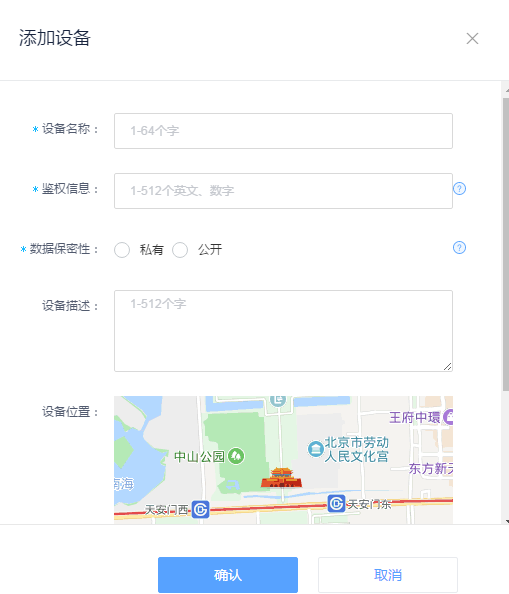 添加设备
* 设备名称：
1-64个字
* 鉴权信息：
1-512个英文、数字
?
* 数据保密性：
私有
公开
?
设备描述：
1-512个字
设备位置：
王府中環
中山公园
北京市劳动
人民文化宫
东方新天
南海
天安门西
天安门东
确认
取消